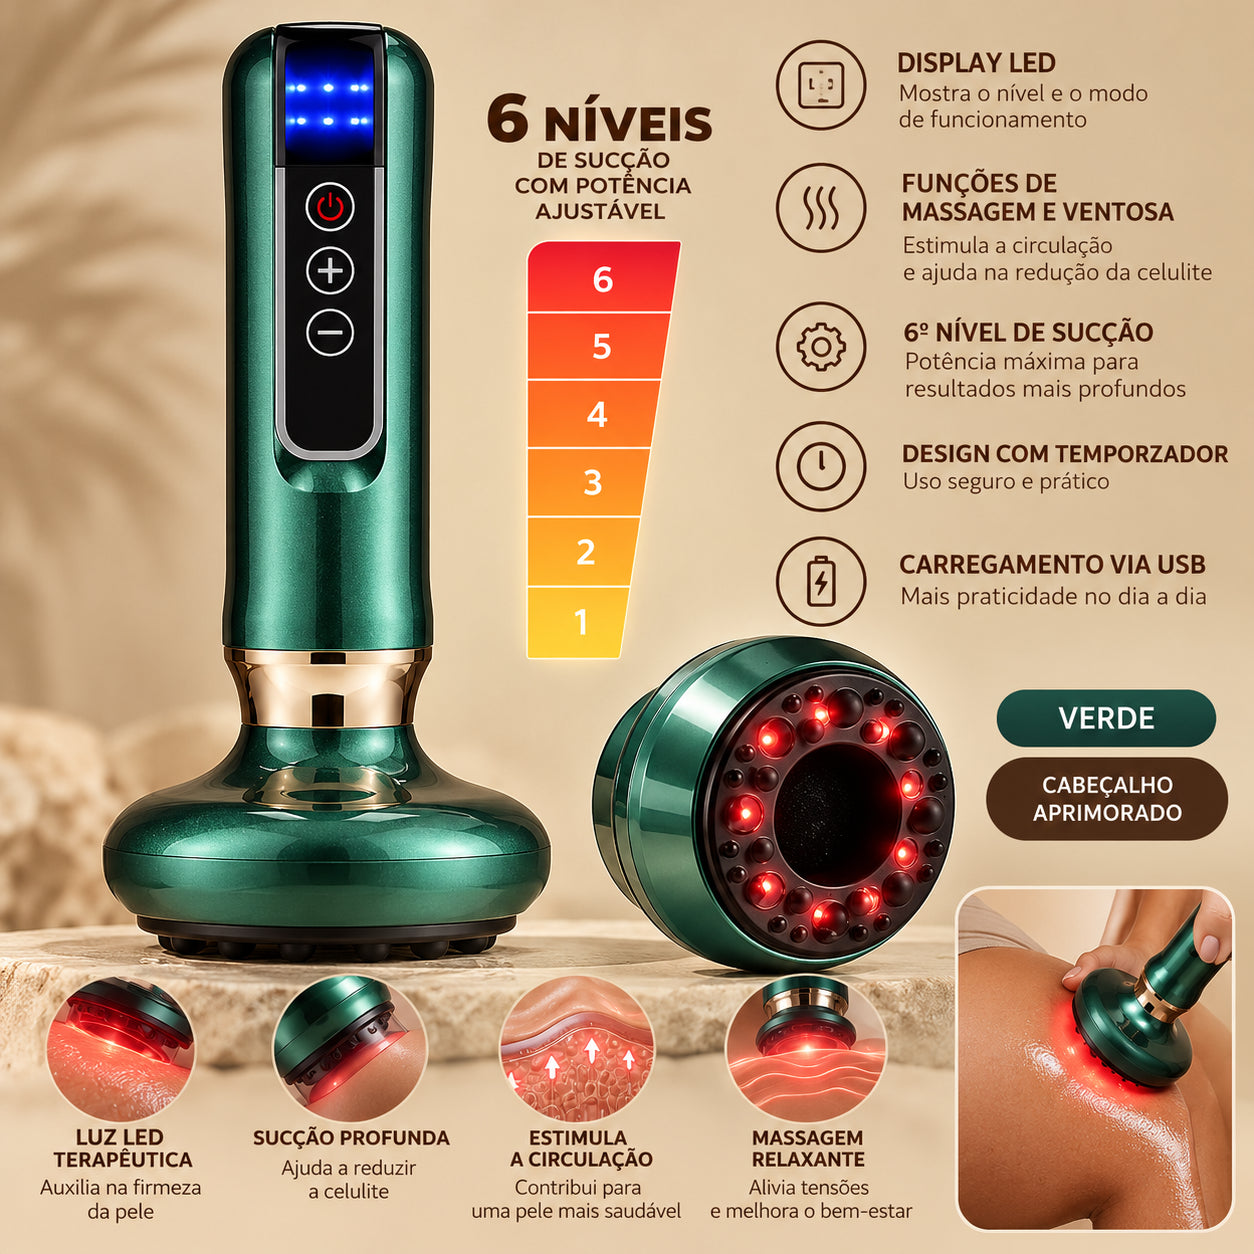 6 NÍVEIS
DE SUCÇÃO
COM POTÊNCIA
AJUSTÁVEL
6
5
4
3
2
1
DISPLAY LED
Mostra o nível e o modo
de funcionamento
FUNÇÕES DE
MASSAGEM E VENTOSA
Estimula a circulação
e ajuda na redução da celulite
6º NÍVEL DE SUCÇÃO
Potência máxima para
resultados mais profundos
DESIGN COM TEMPORZADOR
Uso seguro e prático
CARREGAMENTO VIA USB
Mais praticidade no dia a dia
VERDE
CABEÇALHO
APRIMORADO
LUZ LED
TERAPÊUTICA
Auxilia na firmeza
da pele
SUCÇÃO PROFUNDA
Ajuda a reduzir
a celulite
ESTIMULA
A CIRCULAÇÃO
Contribui para
uma pele mais saudável
MASSAGEM
RELAXANTE
Alivia tensões
e melhora o bem-estar